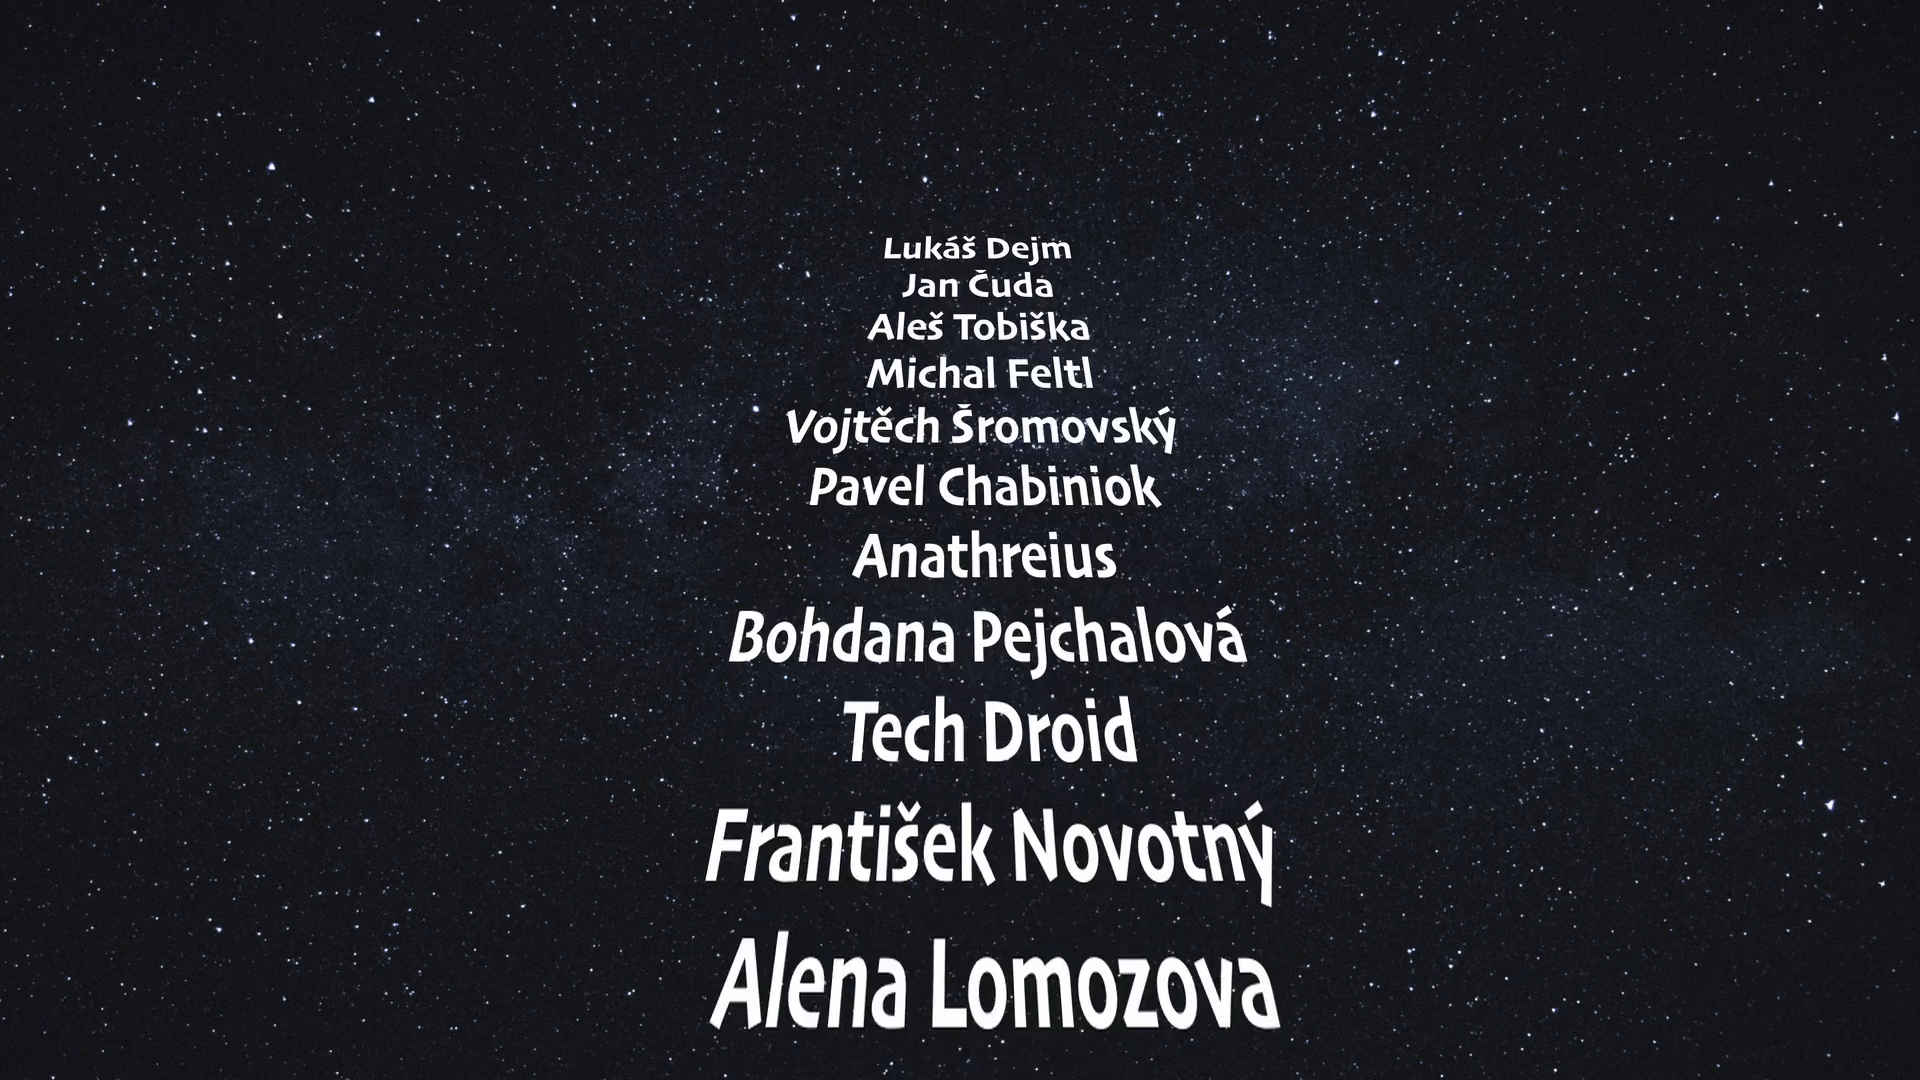 Lukáš Dejm
Jan Čuda
Aleš Tobiška
Michal Feltl
Vojtěch Šromovský
Pavel Chabiniok
Anathreius
Bohdana Pejchalová
Tech Droid
František Novotný
Alena Lomozova